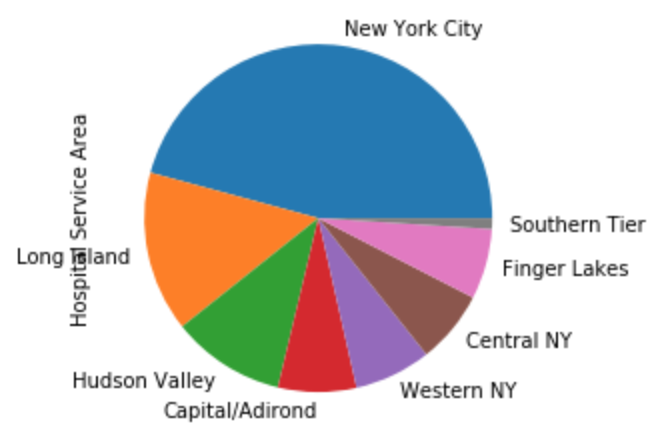 New York City
Hospital Service Area
Long Island
Southern Tier
Finger Lakes
Central NY
Hudson Valley
Western NY
Capital/Adirond